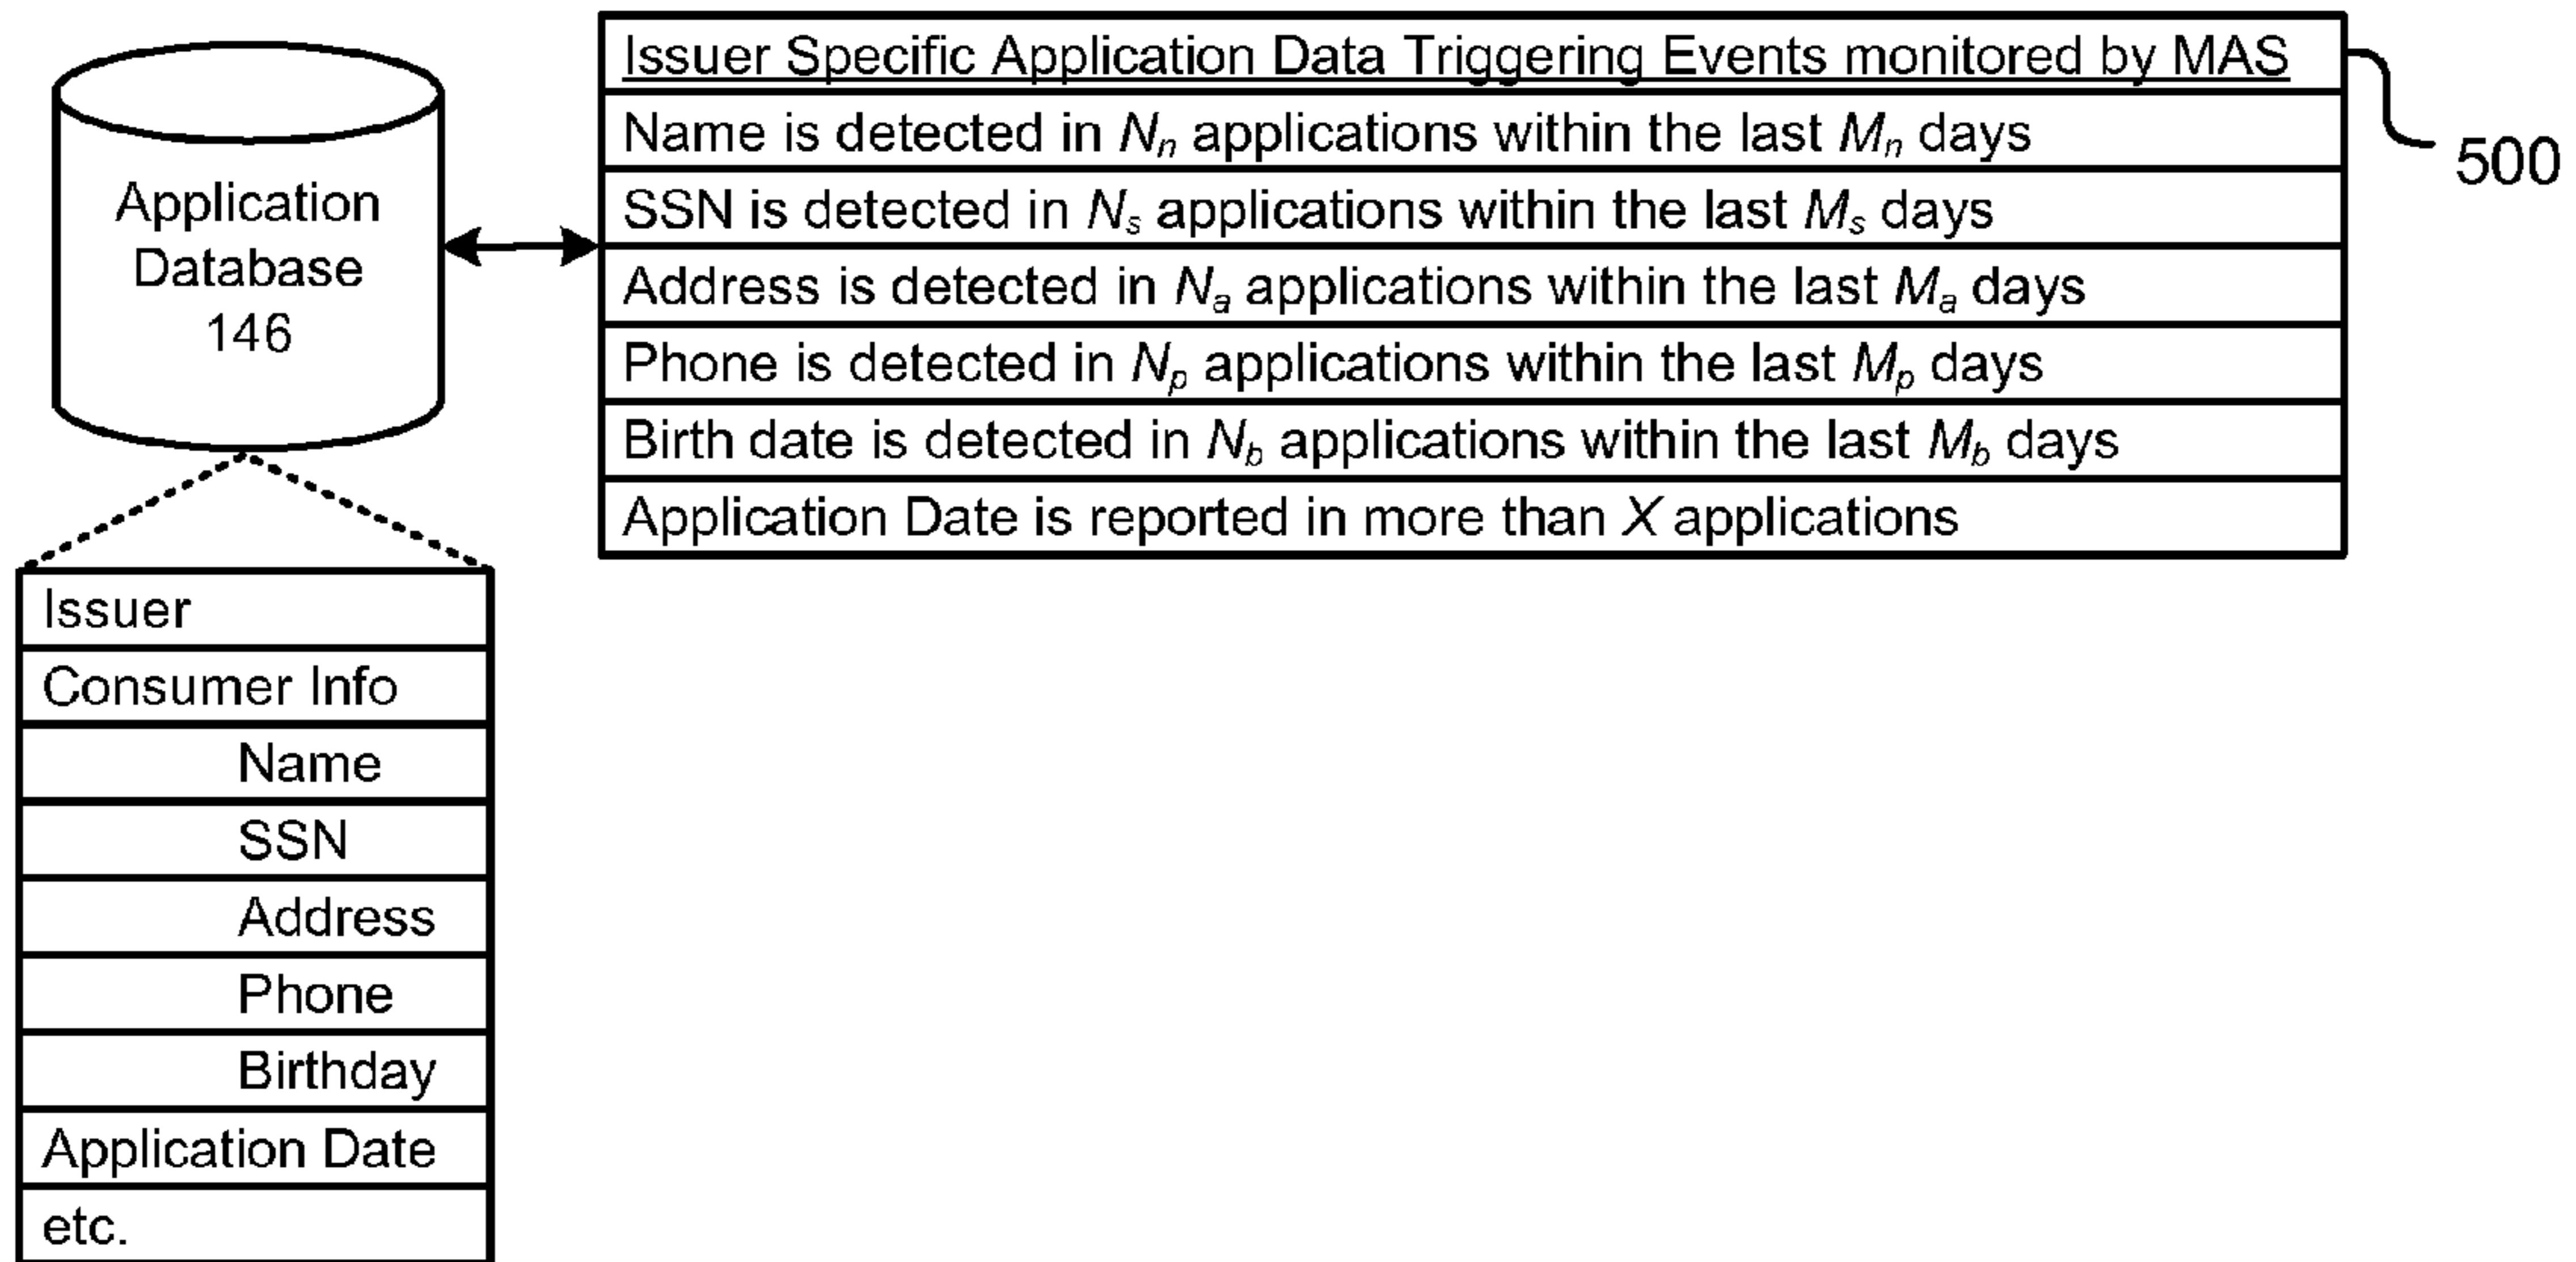 Application
Database
146
Issuer Specific Application Data Triggering Events monitored by MAS
Name is detected in Nn applications within the last Mn days
SSN is detected in Ns applications within the last Ms days
Address is detected in Na applications within the last Ma days
Phone is detected in Np applications within the last Mp days
Birth date is detected in Nb applications within the last Mb days
Application Date is reported in more than X applications
500
Issuer
Consumer Info
Name
SSN
Address
Phone
Birthday
Application Date
etc.